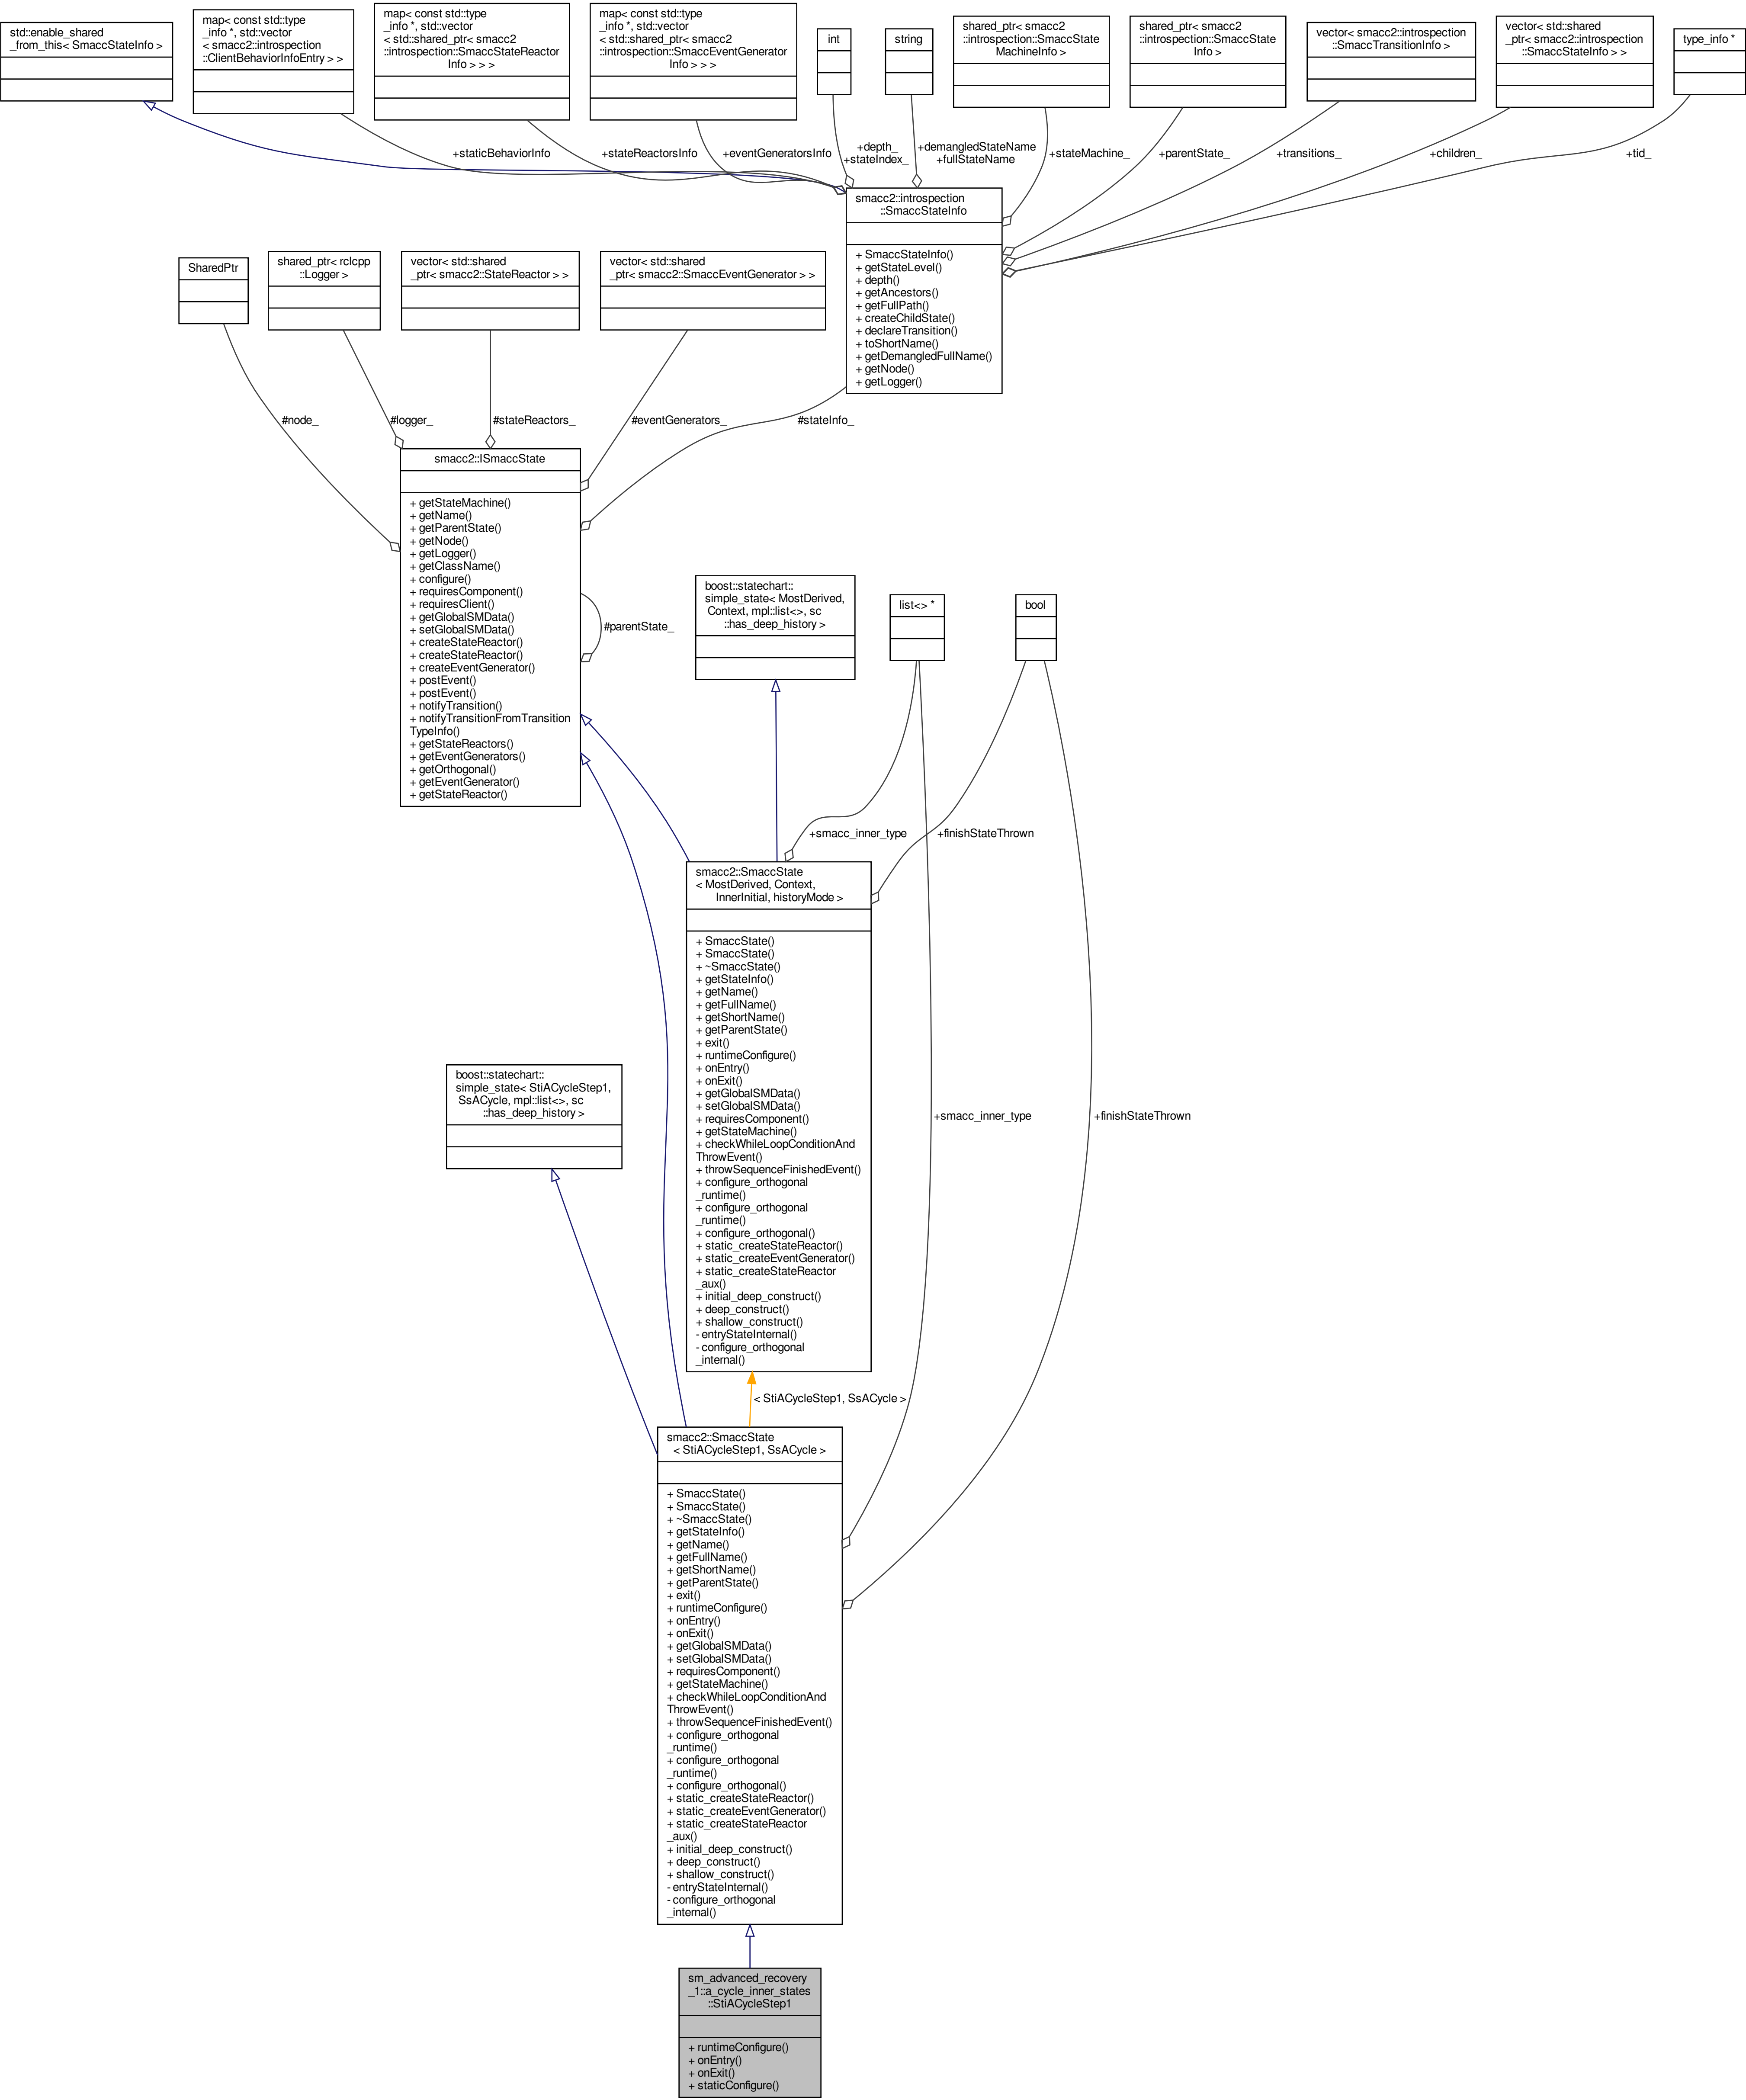 std::enable_shared
_from_this< SmaccStateInfo >
map< const std::type
_info *, std::vector
< smacc2::introspection
::ClientBehaviorInfoEntry > >
map< const std::type
_info *, std::vector
< std::shared_ptr< smacc2
::introspection::SmaccStateReactor
Info > > >
map< const std::type
_info *, std::vector
< std::shared_ptr< smacc2
::introspection::SmaccEventGenerator
Info > > >
int
string
shared_ptr< smacc2
::introspection::SmaccState
MachineInfo >
shared_ptr< smacc2
::introspection::SmaccState
Info >
vector< smacc2::introspection
::SmaccTransitionInfo >
vector< std::shared
_ptr< smacc2::introspection
::SmaccStateInfo > >
type_info *
+staticBehaviorInfo
+stateReactorsInfo
+eventGeneratorsInfo
+depth_
+stateIndex_
+demangledStateName
+fullStateName
+stateMachine_
+parentState_
+transitions_
+children_
+tid_
smacc2::introspection
::SmaccStateInfo
+ SmaccStateInfo()
+ getStateLevel()
+ depth()
+ getAncestors()
+ getFullPath()
+ createChildState()
+ declareTransition()
+ toShortName()
+ getDemangledFullName()
+ getNode()
+ getLogger()
SharedPtr
shared_ptr< rclcpp
::Logger >
vector< std::shared
_ptr< smacc2::StateReactor > >
vector< std::shared
_ptr< smacc2::SmaccEventGenerator > >
#node_
#logger_
#stateReactors_
#eventGenerators_
#stateInfo_
smacc2::ISmaccState
+ getStateMachine()
+ getName()
+ getParentState()
+ getNode()
+ getLogger()
+ getClassName()
+ configure()
+ requiresComponent()
+ requiresClient()
+ getGlobalSMData()
+ setGlobalSMData()
+ createStateReactor()
+ createStateReactor()
+ createEventGenerator()
+ postEvent()
+ postEvent()
+ notifyTransition()
+ notifyTransitionFromTransition
TypeInfo()
+ getStateReactors()
+ getEventGenerators()
+ getOrthogonal()
+ getEventGenerator()
+ getStateReactor()
#parentState_
boost::statechart::
simple_state< MostDerived,
Context, mpl::list<>, sc
::has_deep_history >
list<> *
bool
+smacc_inner_type
+finishStateThrown
smacc2::SmaccState
< MostDerived, Context,
InnerInitial, historyMode >
+ SmaccState()
+ SmaccState()
+ ~SmaccState()
+ getStateInfo()
+ getName()
+ getFullName()
+ getShortName()
+ getParentState()
+ exit()
+ runtimeConfigure()
+ onEntry()
+ onExit()
+ getGlobalSMData()
+ setGlobalSMData()
+ requiresComponent()
+ getStateMachine()
+ checkWhileLoopConditionAnd
ThrowEvent()
+ throwSequenceFinishedEvent()
+ configure_orthogonal
_runtime()
+ configure_orthogonal
_runtime()
+ configure_orthogonal()
+ static_createStateReactor()
+ static_createEventGenerator()
+ static_createStateReactor
_aux()
+ initial_deep_construct()
+ deep_construct()
+ shallow_construct()
- entryStateInternal()
- configure_orthogonal
_internal()
boost::statechart::
simple_state< StiACycleStep1,
SsACycle, mpl::list<>, sc
::has_deep_history >
+smacc_inner_type
+finishStateThrown
< StiACycleStep1, SsACycle >
smacc2::SmaccState
< StiACycleStep1, SsACycle >
+ SmaccState()
+ SmaccState()
+ ~SmaccState()
+ getStateInfo()
+ getName()
+ getFullName()
+ getShortName()
+ getParentState()
+ exit()
+ runtimeConfigure()
+ onEntry()
+ onExit()
+ getGlobalSMData()
+ setGlobalSMData()
+ requiresComponent()
+ getStateMachine()
+ checkWhileLoopConditionAnd
ThrowEvent()
+ throwSequenceFinishedEvent()
+ configure_orthogonal
_runtime()
+ configure_orthogonal
_runtime()
+ configure_orthogonal()
+ static_createStateReactor()
+ static_createEventGenerator()
+ static_createStateReactor
_aux()
+ initial_deep_construct()
+ deep_construct()
+ shallow_construct()
- entryStateInternal()
- configure_orthogonal
_internal()
sm_advanced_recovery
_1::a_cycle_inner_states
::StiACycleStep1
+ runtimeConfigure()
+ onEntry()
+ onExit()
+ staticConfigure()